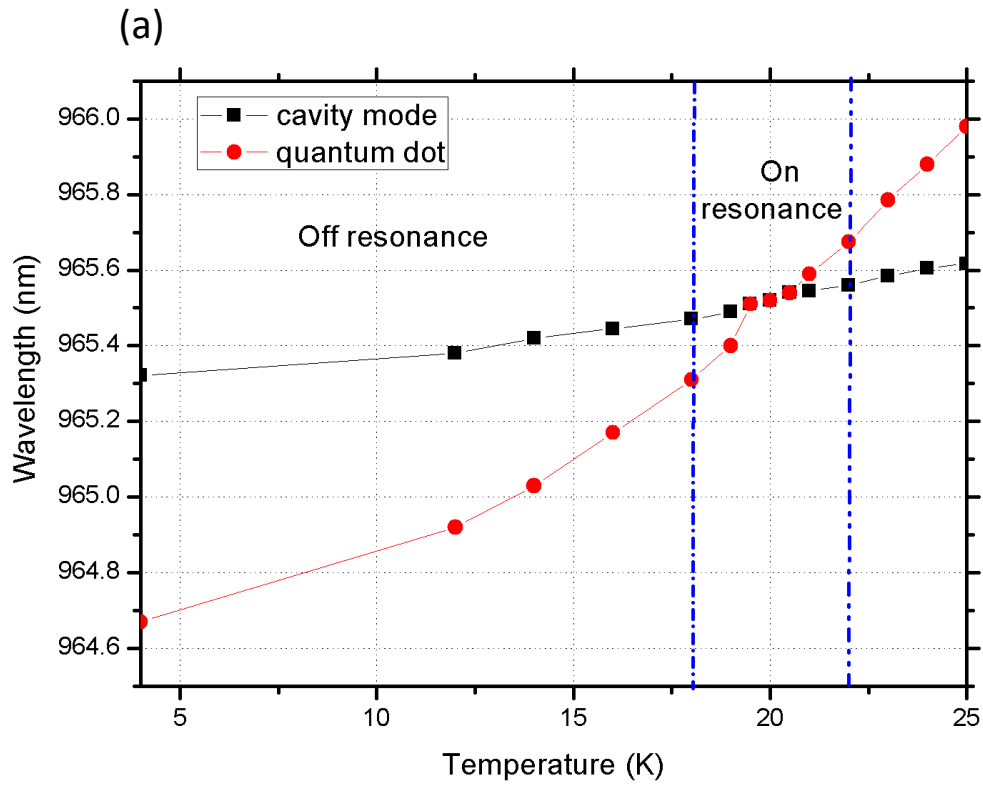 (a)
966.0
965.8
965.6
965.4
965.2
965.0
964.8
964.6
Wavelength (nm)
cavity mode
quantum dot
Off resonance
On
resonance
5
10
15
20
25
Temperature (K)